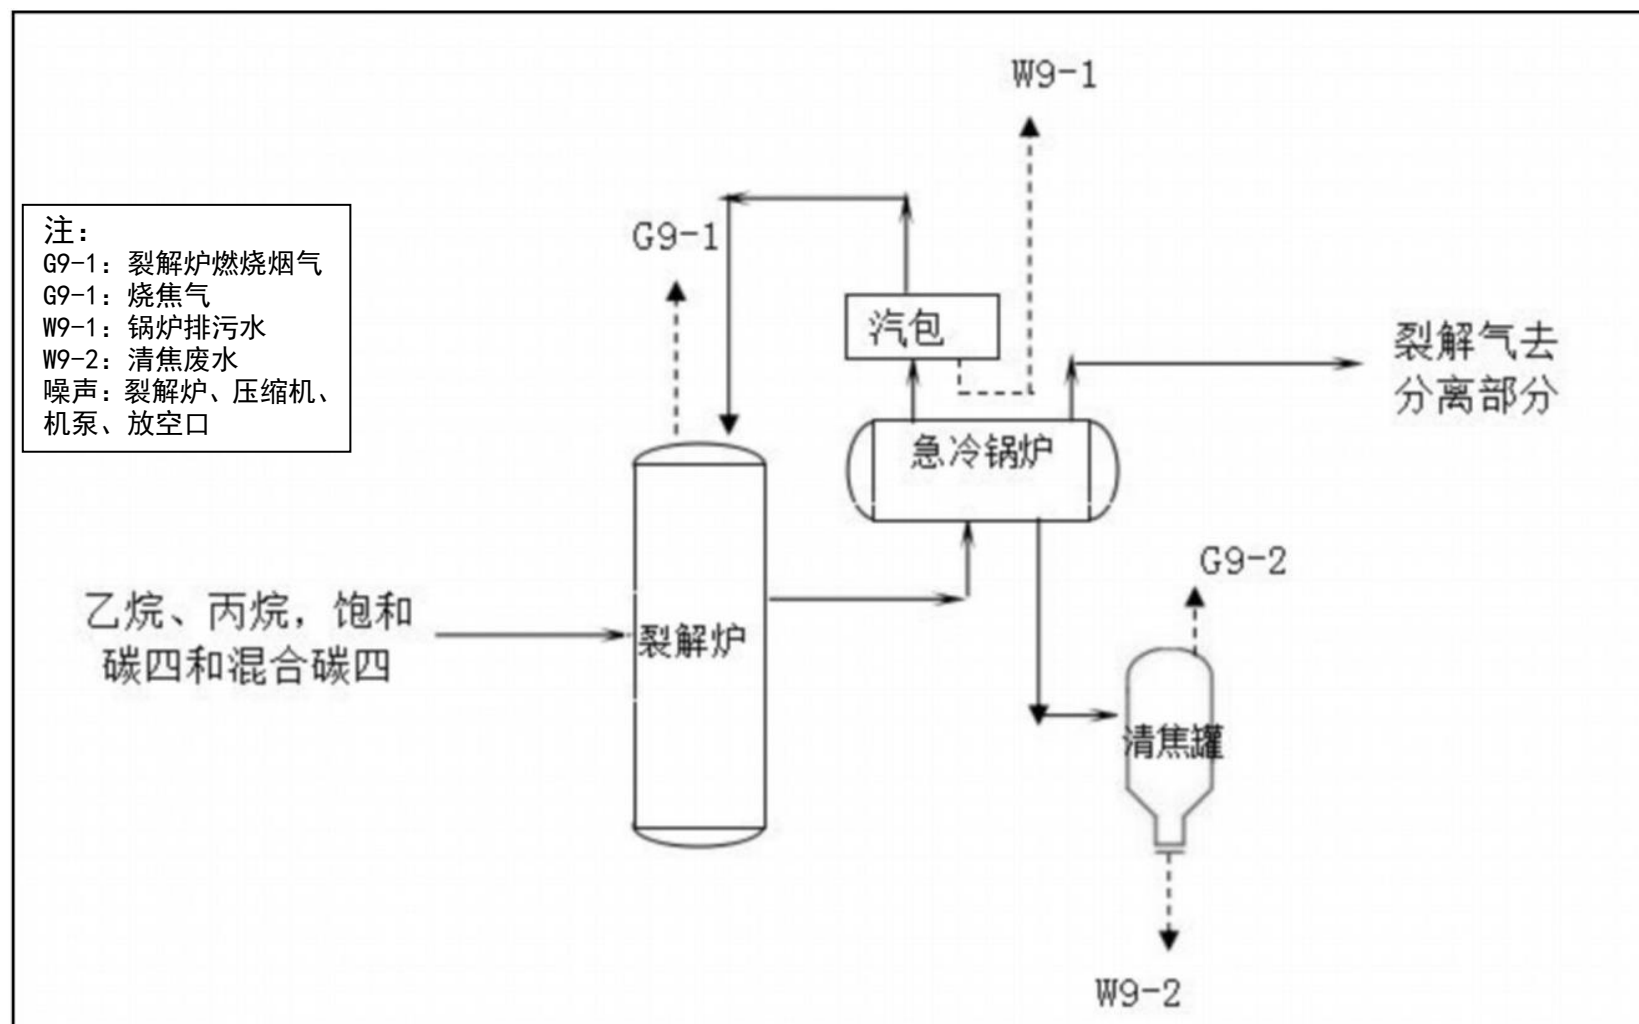 W9-1
注：
G9-1：裂解炉燃烧烟气
G9-1：烧焦气
W9-1：锅炉排污水
W9-2：清焦废水
噪声：裂解炉、压缩机、
机泵、放空口
G9-1
汽包
裂解气去
分离部分
急冷锅炉
G9-2
乙烷、丙烷，饱和
碳四和混合碳四
裂解炉
清焦罐
W9-2